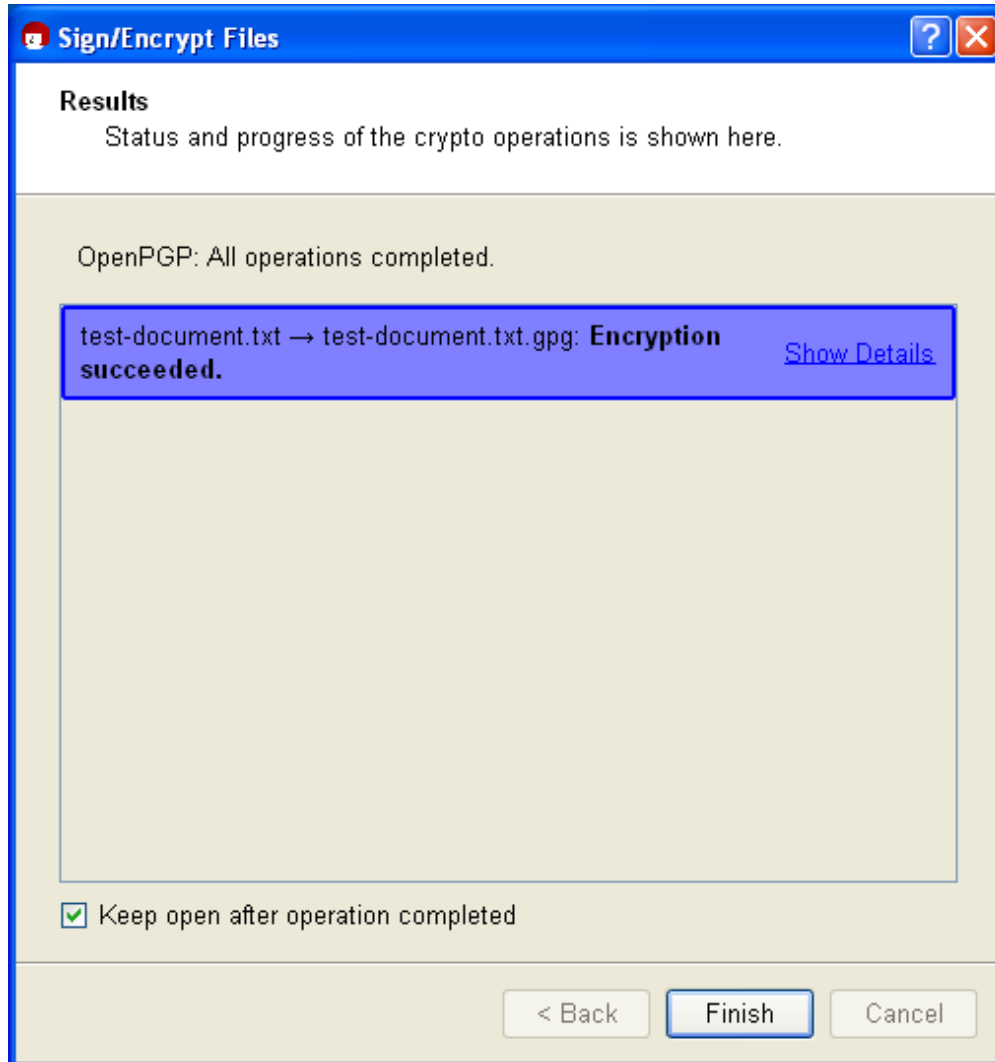 Sign/Encrypt Files
Results
Status and progress of the crypto operations is shown here.
OpenPGP: All operations completed.
test-document.txt → test-document.txt.gpg: Encryption
succeeded.
Show Details
Keep open after operation completed
< Back
Finish
Cancel